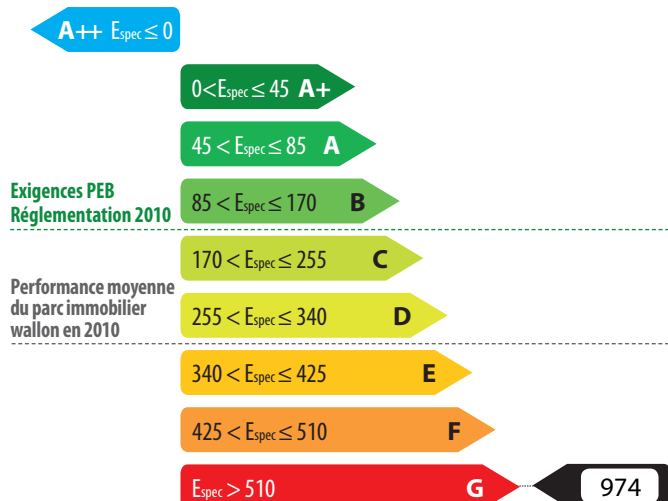 A++ Espec ≤ 0
0<Espec ≤ 45 A+
45 < Espec ≤ 85 A
Exigences PEB
Réglementation 2010
85 < Espec ≤ 170 B
170 < Espec ≤ 255 C
Performance moyenne
du parc immobilier
wallon en 2010
255 < Espec ≤ 340 D
340 < Espec ≤ 425 E
425 < Espec ≤ 510 F
Espec > 510 G
974